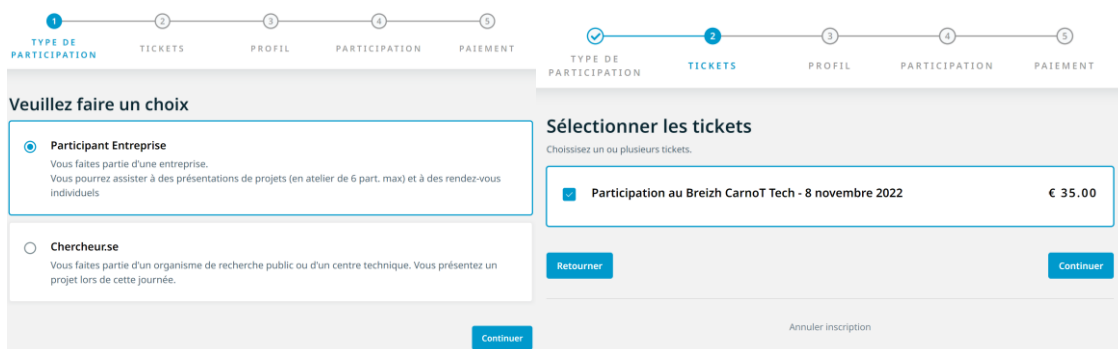 1
2
3
4
5
TYPE DE
PARTICIPATION
TICKETS
PROFIL
PARTICIPATION
PAIEMENT
Veuillez faire un choix
Participant Entreprise
Vous faites partie d'une entreprise.
Vous pourrez assister à des présentations de projets (en atelier de 6 part. max) et à des rendez-vous
individuels
Chercheur.se
Vous faites partie d'un organisme de recherche public ou d'un centre technique. Vous présentez un
projet lors de cette journée.
Continuer
2
3
4
5
TYPE DE
PARTICIPATION
TICKETS
PROFIL
PARTICIPATION
PAIEMENT
Sélectionner les tickets
Choissisez un ou plusieurs tickets.
Participation au Breizh CarnoT Tech - 8 novembre 2022
€ 35.00
Retourner
Continuer
Annuler inscription